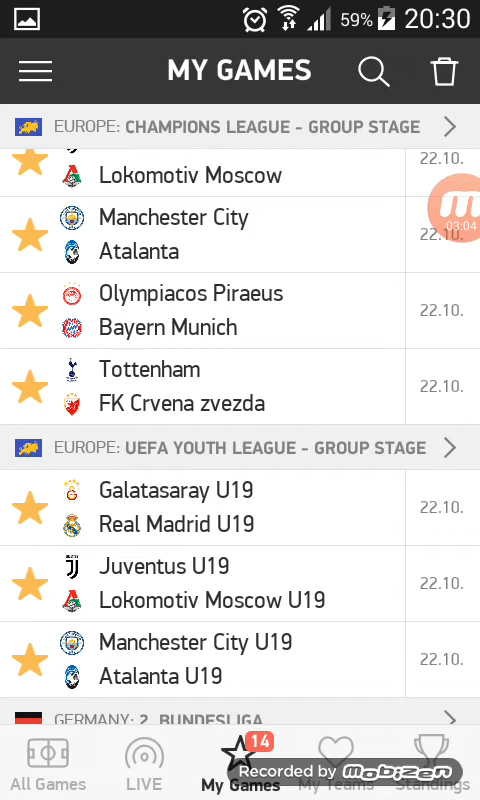 59% 20:30
MY GAMES
EUROPE: CHAMPIONS LEAGUE - GROUP STAGE
22.10.
Lokomotiv Moscow
Manchester City
22.10.
03:04
Atalanta
Olympiacos Piraeus
22.10.
Bayern Munich
Tottenham
22.10.
FK Crvena zvezda
EUROPE: UEFA YOUTH LEAGUE - GROUP STAGE
Galatasaray U19
22.10.
Real Madrid U19
Juventus U19
22.10.
Lokomotiv Moscow U19
Manchester City U19
22.10.
Atalanta U19
GERMANY: 2. BUNDESLIGA
14
All Games LIVE My Games My Teams Standings
Recorded by mobizen